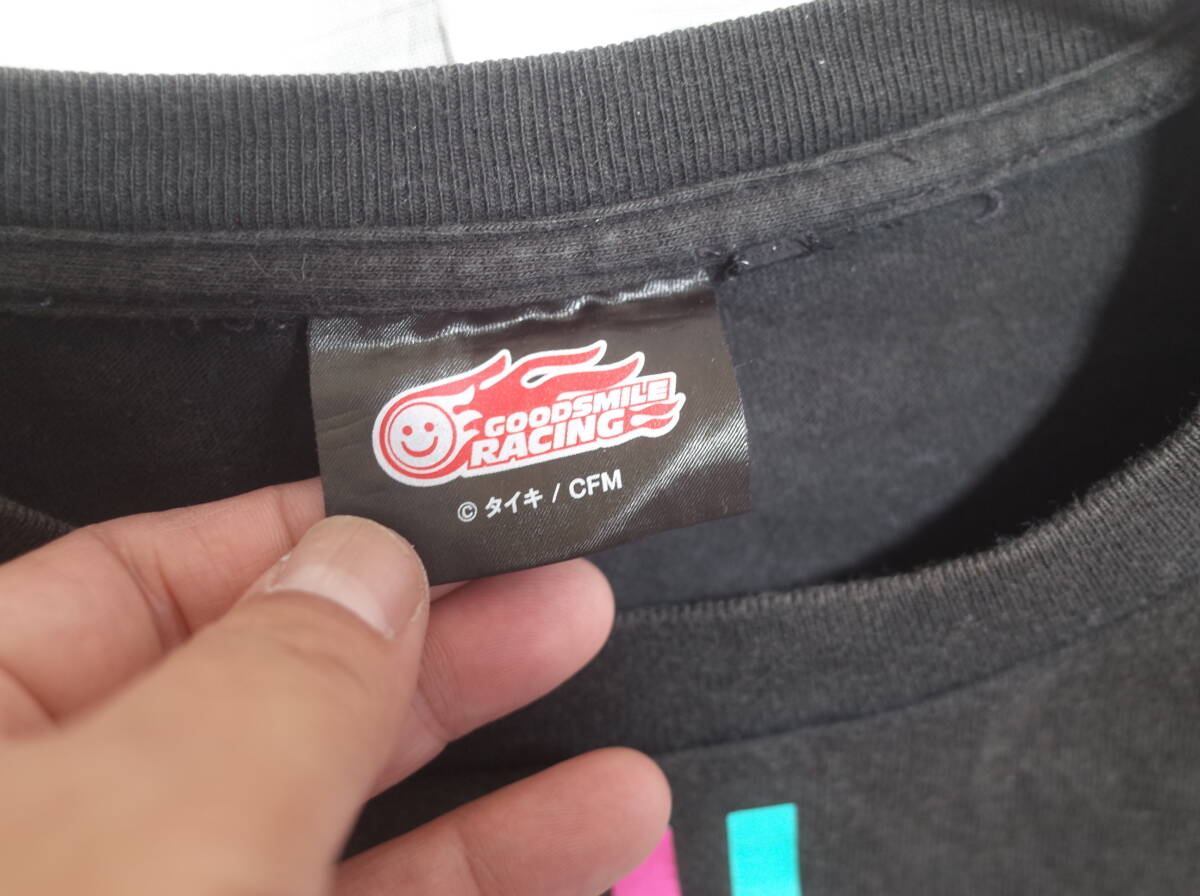 GOODSMILE
RACING
© タイキ / CFM